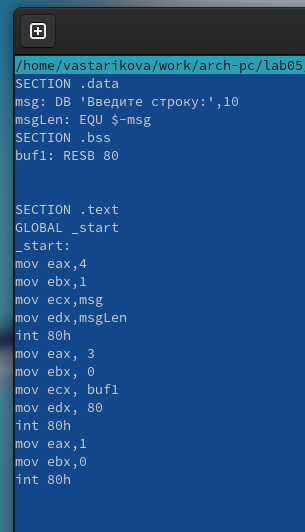 /home/vastarikova/work/arch-pc/lab05
SECTION .data
msg: DB 'Введите строку:',10
msgLen: EQU $-msg
SECTION .bss
buf1: RESB 80
SECTION .text
GLOBAL _start
_start:
mov eax,4
mov ebx,1
mov ecx,msg
mov edx,msgLen
int 80h
mov eax, 3
mov ebx, 0
mov ecx, buf1
mov edx, 80
int 80h
mov eax,1
mov ebx,0
int 80h